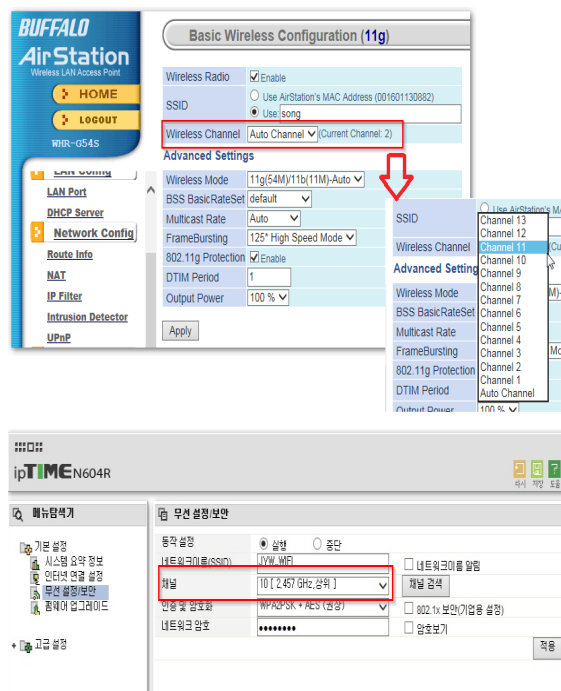 BUFFALO
AirStation
Wireless LAN Access Point
HOME
LOGOUT
WHR-G54S
LAN Config
LAN Port
DHCP Server
Network Config
Route Info
NAT
IP Filter
Intrusion Detector
UPnP
Basic Wireless Configuration (11g)
Wireless Radio Enable
SSID Use AirStation's MAC Address (001601130882)
Use: song
Wireless Channel Auto Channel (Current Channel: 2)
Advanced Settings
Wireless Mode 11g(54M)/11b(11M)-Auto
BSS BasicRateSet default
Multicast Rate Auto
FrameBursting 125* High Speed Mode
802.11g Protection Enable
DTIM Period 1
Output Power 100 %
Apply
SSID Use AirStation's M
Wireless Channel
Advanced Setting
Wireless Mode
BSS BasicRateSet
Multicast Rate
FrameBursting
802.11g Protection
DTIM Period
Output Power 100 %
Channel 13
Channel 12
Channel 11
Channel 10
Channel 9
Channel 8
Channel 7
Channel 6
Channel 5
Channel 4
Channel 3
Channel 2
Channel 1
Auto Channel
(Cu
M)-
Mo
ipTIME N604R
다시 저장 도움
메뉴탐색기
기본 설정
시스템 요약 정보
인터넷 연결 설정
무선 설정/보안
펌웨어 업그레이드
고급 설정
무선 설정/보안
동작 설정 실행 중단
네트워크이름(SSID) JYW_WIFI 네트워크이름 알림
채널 10 [ 2,457 GHz,상위 ] 채널 검색
인증 및 암호화 WPA2PSK + AES (권장) 802.1x 보안(기업용 설정)
네트워크 암호 ●●●●●●●● 암호보기
적용